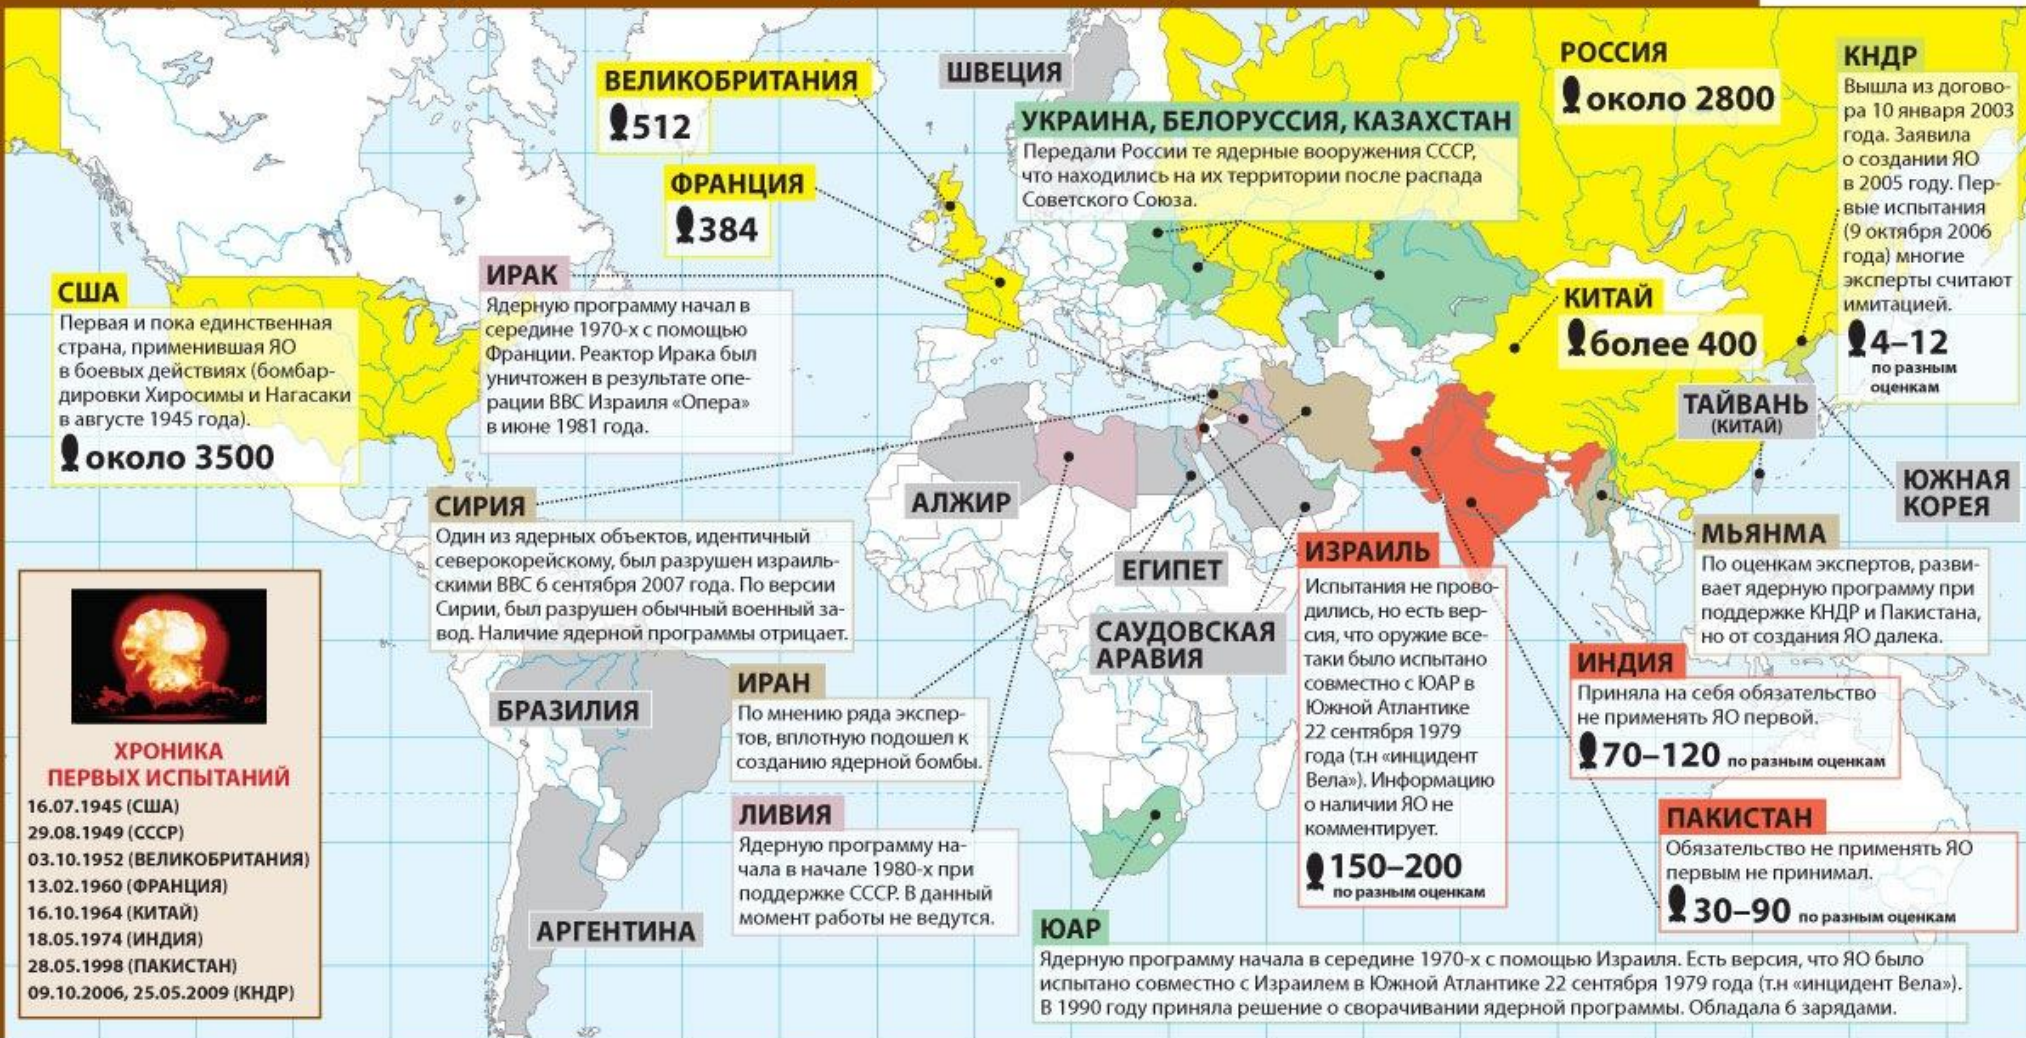 ВЕЛИКОБРИТАНИЯ
512
ШВЕЦИЯ
РОССИЯ
около 2800
КНДР
Вышла из догово-
ра 10 января 2003
года. Заявила
о создании ЯО
в 2005 году. Пер-
вые испытания
(9 октября 2006
года) многие
эксперты считают
имитацией.
4–12
по разным
оценкам
УКРАИНА, БЕЛОРУССИЯ, КАЗАХСТАН
Передали России те ядерные вооружения СССР,
что находились на их территории после распада
Советского Союза.
ФРАНЦИЯ
384
ИРАК
Ядерную программу начал в
середине 1970-х с помощью
Франции. Реактор Ирака был
уничтожен в результате опе-
рации ВВС Израиля «Опера»
в июне 1981 года.
США
Первая и пока единственная
страна, применившая ЯО
в боевых действиях (бомбар-
дировки Хиросимы и Нагасаки
в августе 1945 года).
около 3500
КИТАЙ
более 400
ТАЙВАНЬ
(КИТАЙ)
ЮЖНАЯ
КОРЕЯ
СИРИЯ
Один из ядерных объектов, идентичный
северокорейскому, был разрушен израиль-
скими ВВС 6 сентября 2007 года. По версии
Сирии, был разрушен обычный военный за-
вод. Наличие ядерной программы отрицает.
АЛЖИР
ЕГИПЕТ
САУДОВСКАЯ
АРАВИЯ
ИЗРАИЛЬ
Испытания не прово-
дились, но есть вер-
сия, что оружие все-
таки было испытано
совместно с ЮАР в
Южной Атлантике
22 сентября 1979
года (т.н «инцидент
Вела»). Информацию
о наличии ЯО не
комментирует.
150–200
по разным оценкам
МЬЯНМА
По оценкам экспертов, разви-
вает ядерную программу при
поддержке КНДР и Пакистана,
но от создания ЯО далека.
ИНДИЯ
Приняла на себя обязательство
не применять ЯО первой.
70–120 по разным оценкам
ПАКИСТАН
Обязательство не применять ЯО
первым не принимал.
30–90 по разным оценкам
БРАЗИЛИЯ
ИРАН
По мнению ряда экспер-
тов, вплотную подошел к
созданию ядерной бомбы.
ЛИВИЯ
Ядерную программу на-
чала в начале 1980-х при
поддержке СССР. В данный
момент работы не ведутся.
АРГЕНТИНА
ЮАР
Ядерную программу начала в середине 1970-х с помощью Израиля. Есть версия, что ЯО было
испытано совместно с Израилем в Южной Атлантике 22 сентября 1979 года (т.н «инцидент Вела»).
В 1990 году приняла решение о сворачивании ядерной программы. Обладала 6 зарядами.
ХРОНИКА
ПЕРВЫХ ИСПЫТАНИЙ
16.07.1945 (США)
29.08.1949 (СССР)
03.10.1952 (ВЕЛИКОБРИТАНИЯ)
13.02.1960 (ФРАНЦИЯ)
16.10.1964 (КИТАЙ)
18.05.1974 (ИНДИЯ)
28.05.1998 (ПАКИСТАН)
09.10.2006, 25.05.2009 (КНДР)